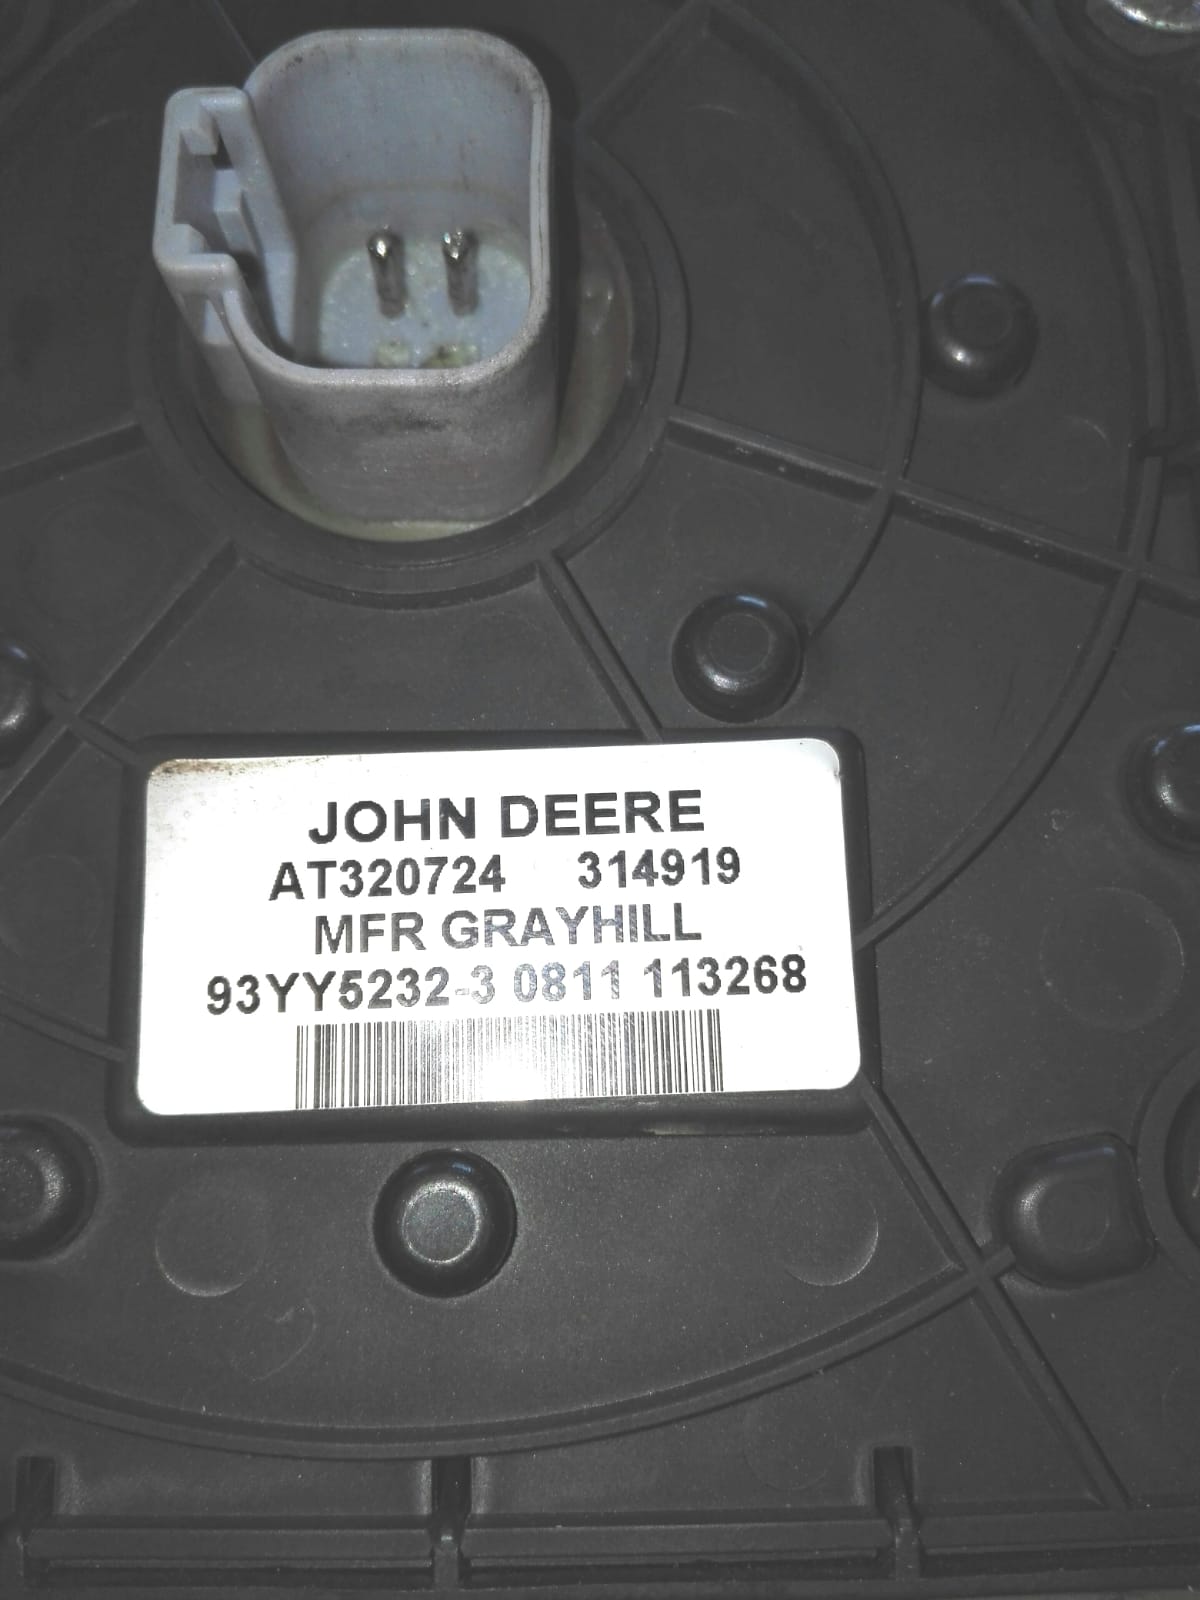 JOHN DEERE
AT320724 314919
MFR GRAYHILL
93YY5232-3 0811 113268